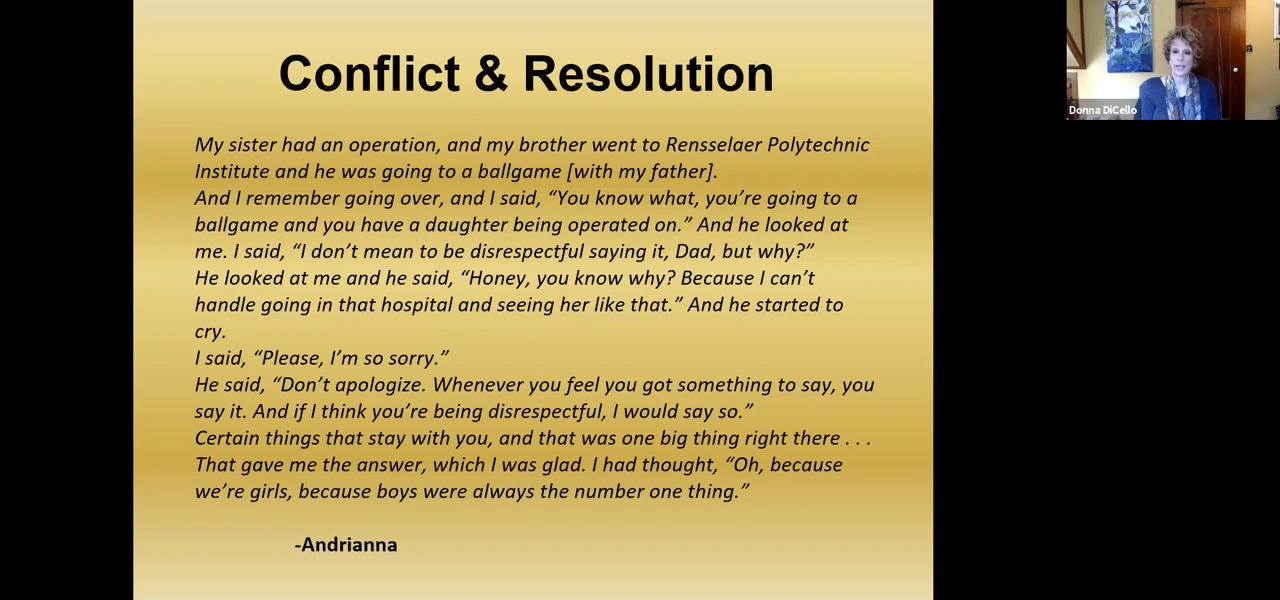 Conflict & Resolution
Donna DiCello
My sister had an operation, and my brother went to Rensselaer Polytechnic
Institute and he was going to a ballgame [with my father].
And I remember going over, and I said, “You know what, you’re going to a
ballgame and you have a daughter being operated on.” And he looked at
me. I said, “I don’t mean to be disrespectful saying it, Dad, but why?”
He looked at me and he said, “Honey, you know why? Because I can’t
handle going in that hospital and seeing her like that.” And he started to
cry.
I said, “Please, I’m so sorry.”
He said, “Don’t apologize. Whenever you feel you got something to say, you
say it. And if I think you’re being disrespectful, I would say so.”
Certain things that stay with you, and that was one big thing right there . . .
That gave me the answer, which I was glad. I had thought, “Oh, because
we’re girls, because boys were always the number one thing.”
-Andrianna